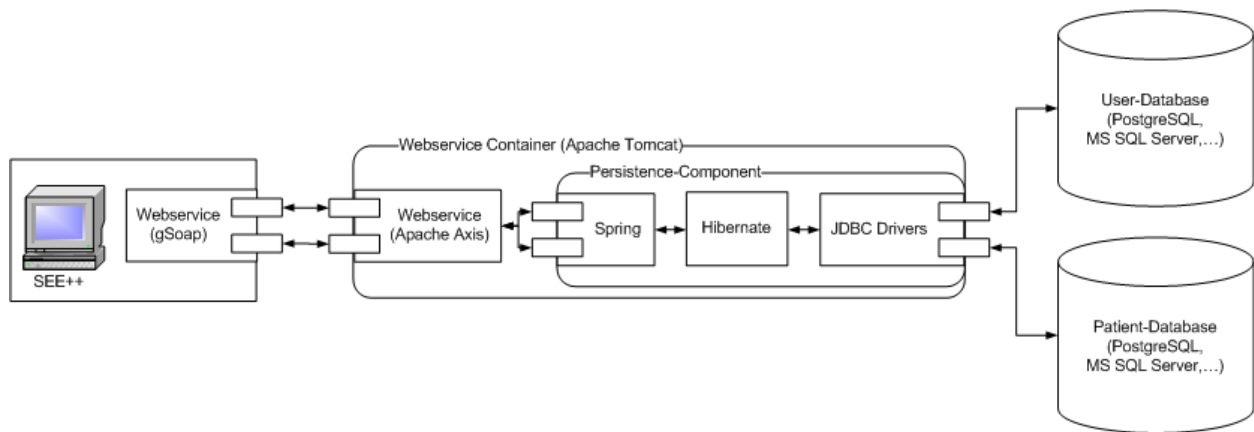 SEE++
Webservice
(gSoap)
Webservice Container (Apache Tomcat)
Webservice
(Apache Axis)
Persistence-Component
Spring
Hibernate
JDBC Drivers
User-Database
(PostgreSQL,
MS SQL Server,...)
Patient-Database
(PostgreSQL,
MS SQL Server,...)